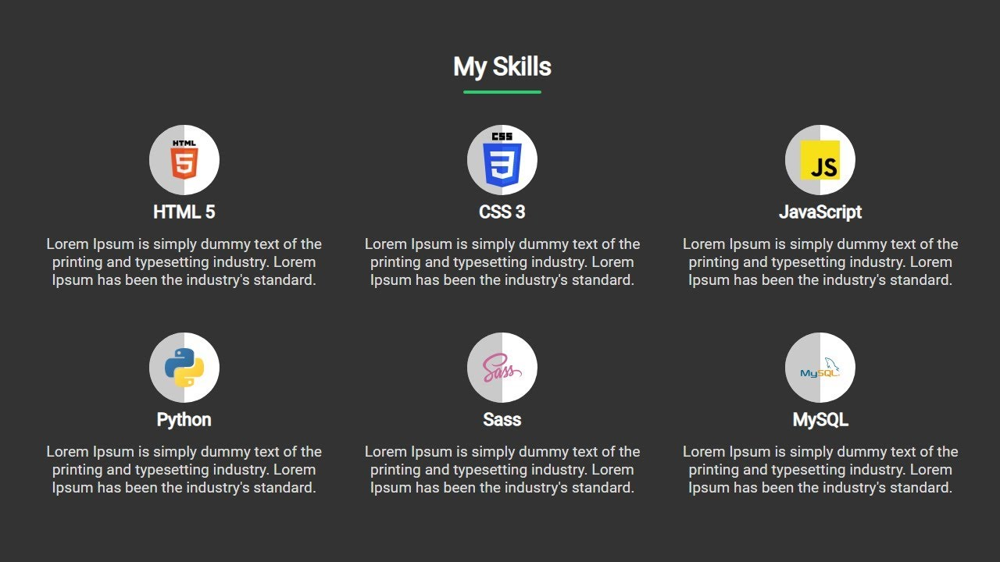 My Skills
HTML
5
CSS
3
JS
HTML 5
CSS 3
JavaScript
Lorem Ipsum is simply dummy text of the
printing and typesetting industry. Lorem
Ipsum has been the industry's standard.
Lorem Ipsum is simply dummy text of the
printing and typesetting industry. Lorem
Ipsum has been the industry's standard.
Lorem Ipsum is simply dummy text of the
printing and typesetting industry. Lorem
Ipsum has been the industry's standard.
Sass
MySQL
Python
Sass
MySQL
Lorem Ipsum is simply dummy text of the
printing and typesetting industry. Lorem
Ipsum has been the industry's standard.
Lorem Ipsum is simply dummy text of the
printing and typesetting industry. Lorem
Ipsum has been the industry's standard.
Lorem Ipsum is simply dummy text of the
printing and typesetting industry. Lorem
Ipsum has been the industry's standard.